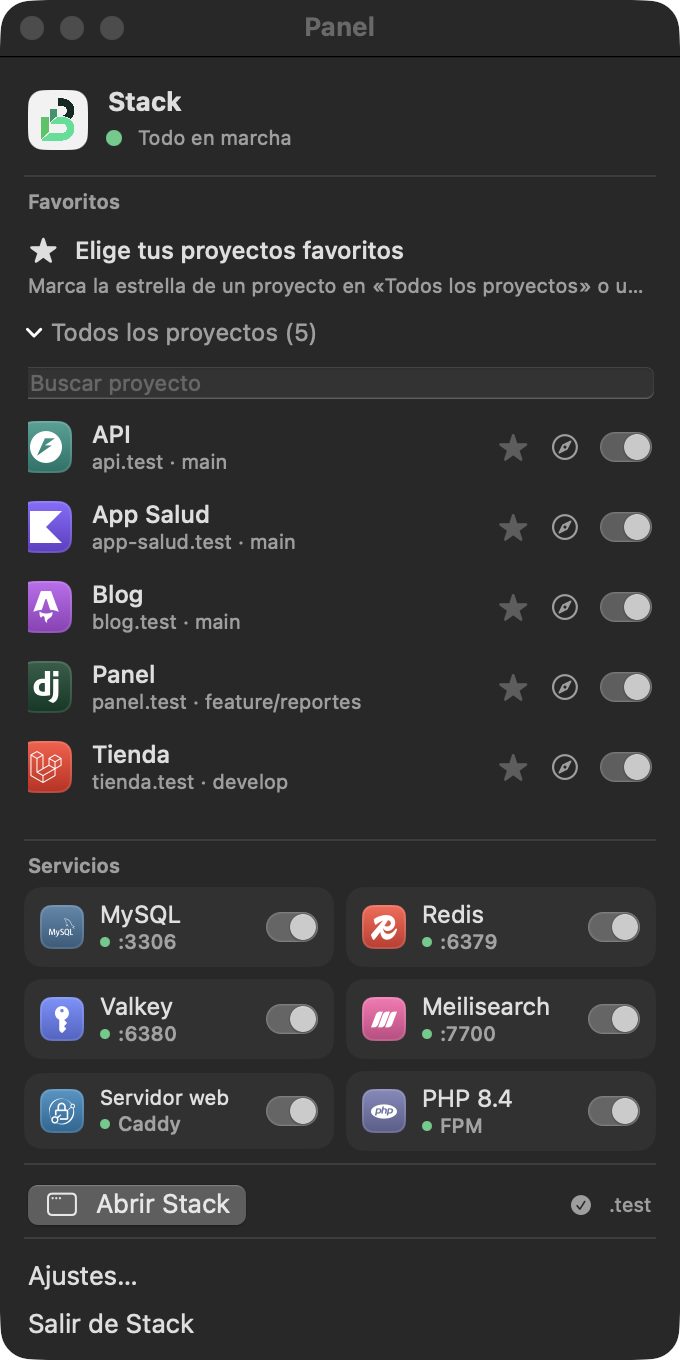 Panel
Stack
Todo en marcha
Favoritos
Elige tus proyectos favoritos
Marca la estrella de un proyecto en «Todos los proyectos» o u...
Todos los proyectos (5)
Buscar proyecto
API
api.test · main
App Salud
app-salud.test · main
Blog
blog.test · main
dj
Panel
panel.test · feature/reportes
Tienda
tienda.test · develop
Servicios
MySQL
MySQL
:3306
Redis
:6379
Valkey
:6380
Meilisearch
:7700
Servidor web
Caddy
php
PHP 8.4
FPM
Abrir Stack
.test
Ajustes...
Salir de Stack